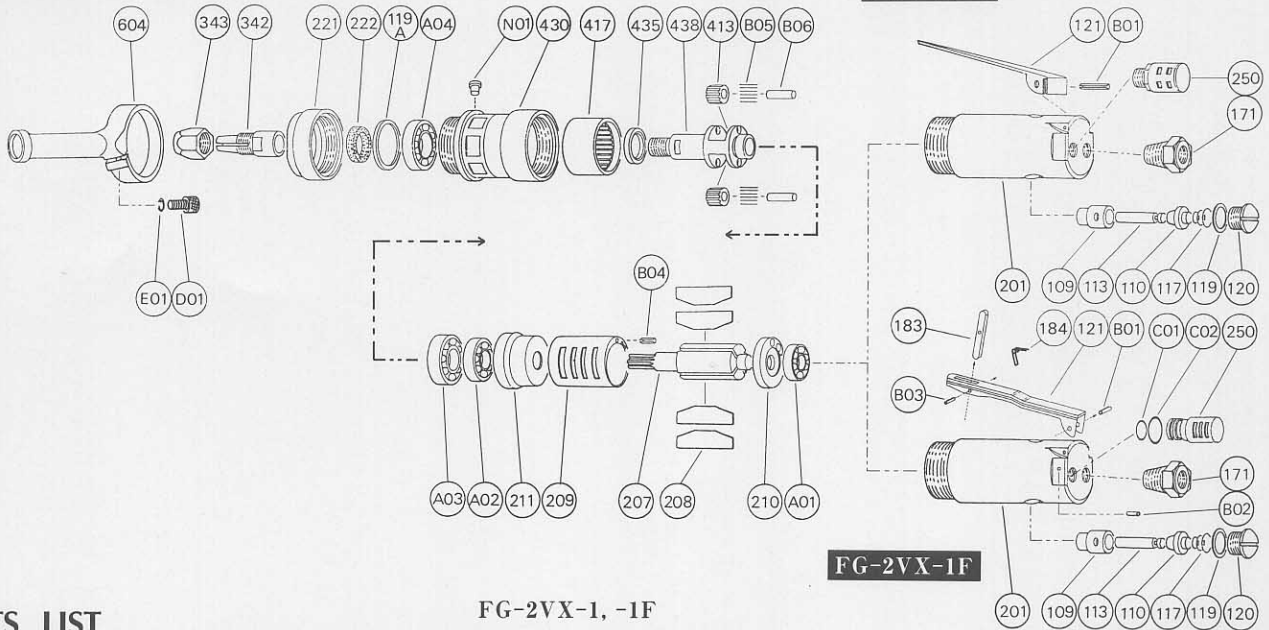 604 343 342 221 222 119A A04 N01 430 417 435 438 413 B05 B06 121 B01
250
171
E01 D01
201 109 113 110 117 119 120
B04
183 184 121 B01 C01 C02 250
B03
A03 A02 211 209 207 208 210 A01
171
B02
FG-2VX-1F
201 109 113 110 117 119 120
TS LIST
FG-2VX-1, -1F